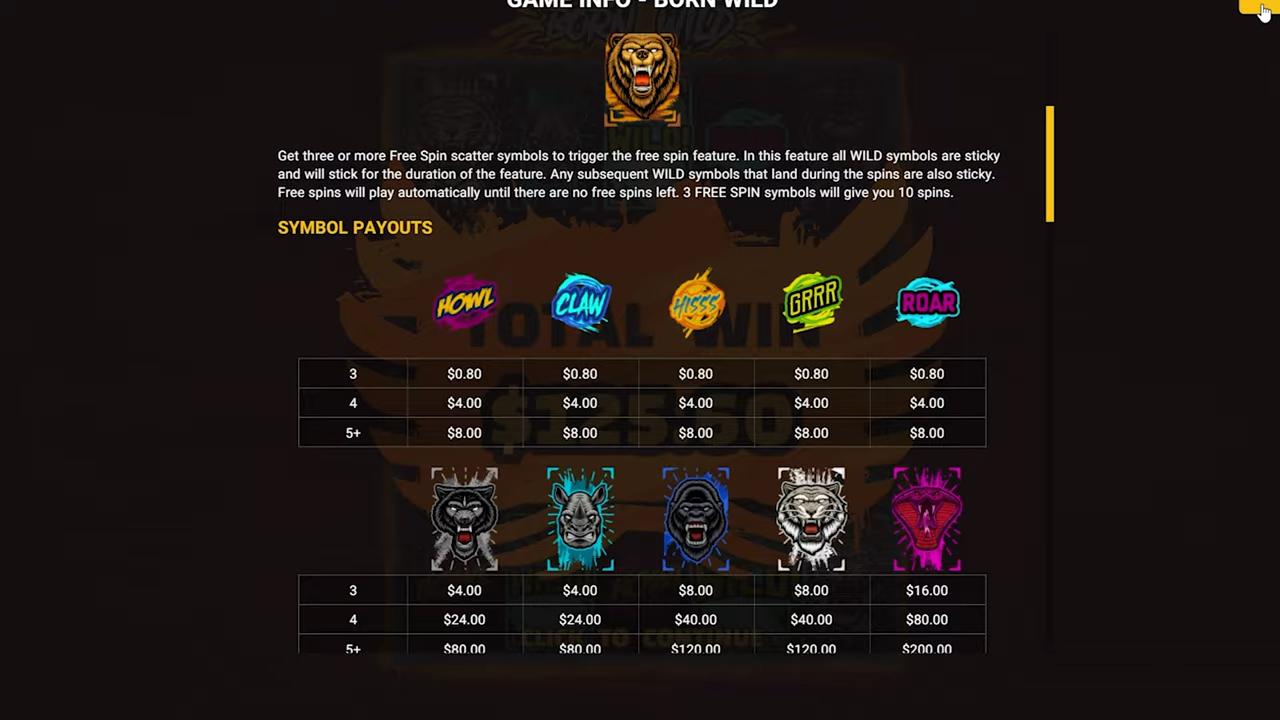 GAME INFO - BORN WILD
Get three or more Free Spin scatter symbols to trigger the free spin feature. In this feature all WILD symbols are sticky
and will stick for the duration of the feature. Any subsequent WILD symbols that land during the spins are also sticky.
Free spins will play automatically until there are no free spins left. 3 FREE SPIN symbols will give you 10 spins.
SYMBOL PAYOUTS
HOWL CLAW HISSS GRRR ROAR
TOTAL WIN
3 $0.80 $0.80 $0.80 $0.80 $0.80
4 $4.00 $4.00 $4.00 $4.00 $4.00
$125.60
5+ $8.00 $8.00 $8.00 $8.00 $8.00
3 $4.00 $4.00 $8.00 $8.00 $16.00
4 $24.00 $24.00 $40.00 $40.00 $80.00
CLICK TO CONTINUE
5+ $80.00 $80.00 $120.00 $120.00 $200.00